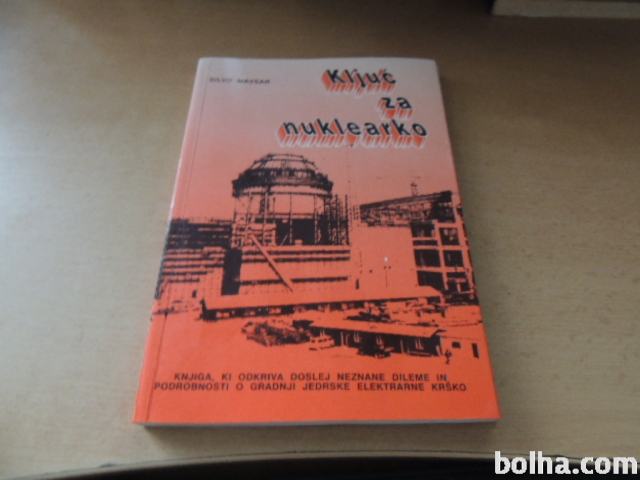 SILVO MAVSAR
Ključ
za
nuklearko
KNJIGA, KI ODKRIVA DOSLEJ NEZNANE DILEME IN
PODROBNOSTI O GRADNJI JEDRSKE ELEKTRARNE KRŠKO
bolha.com